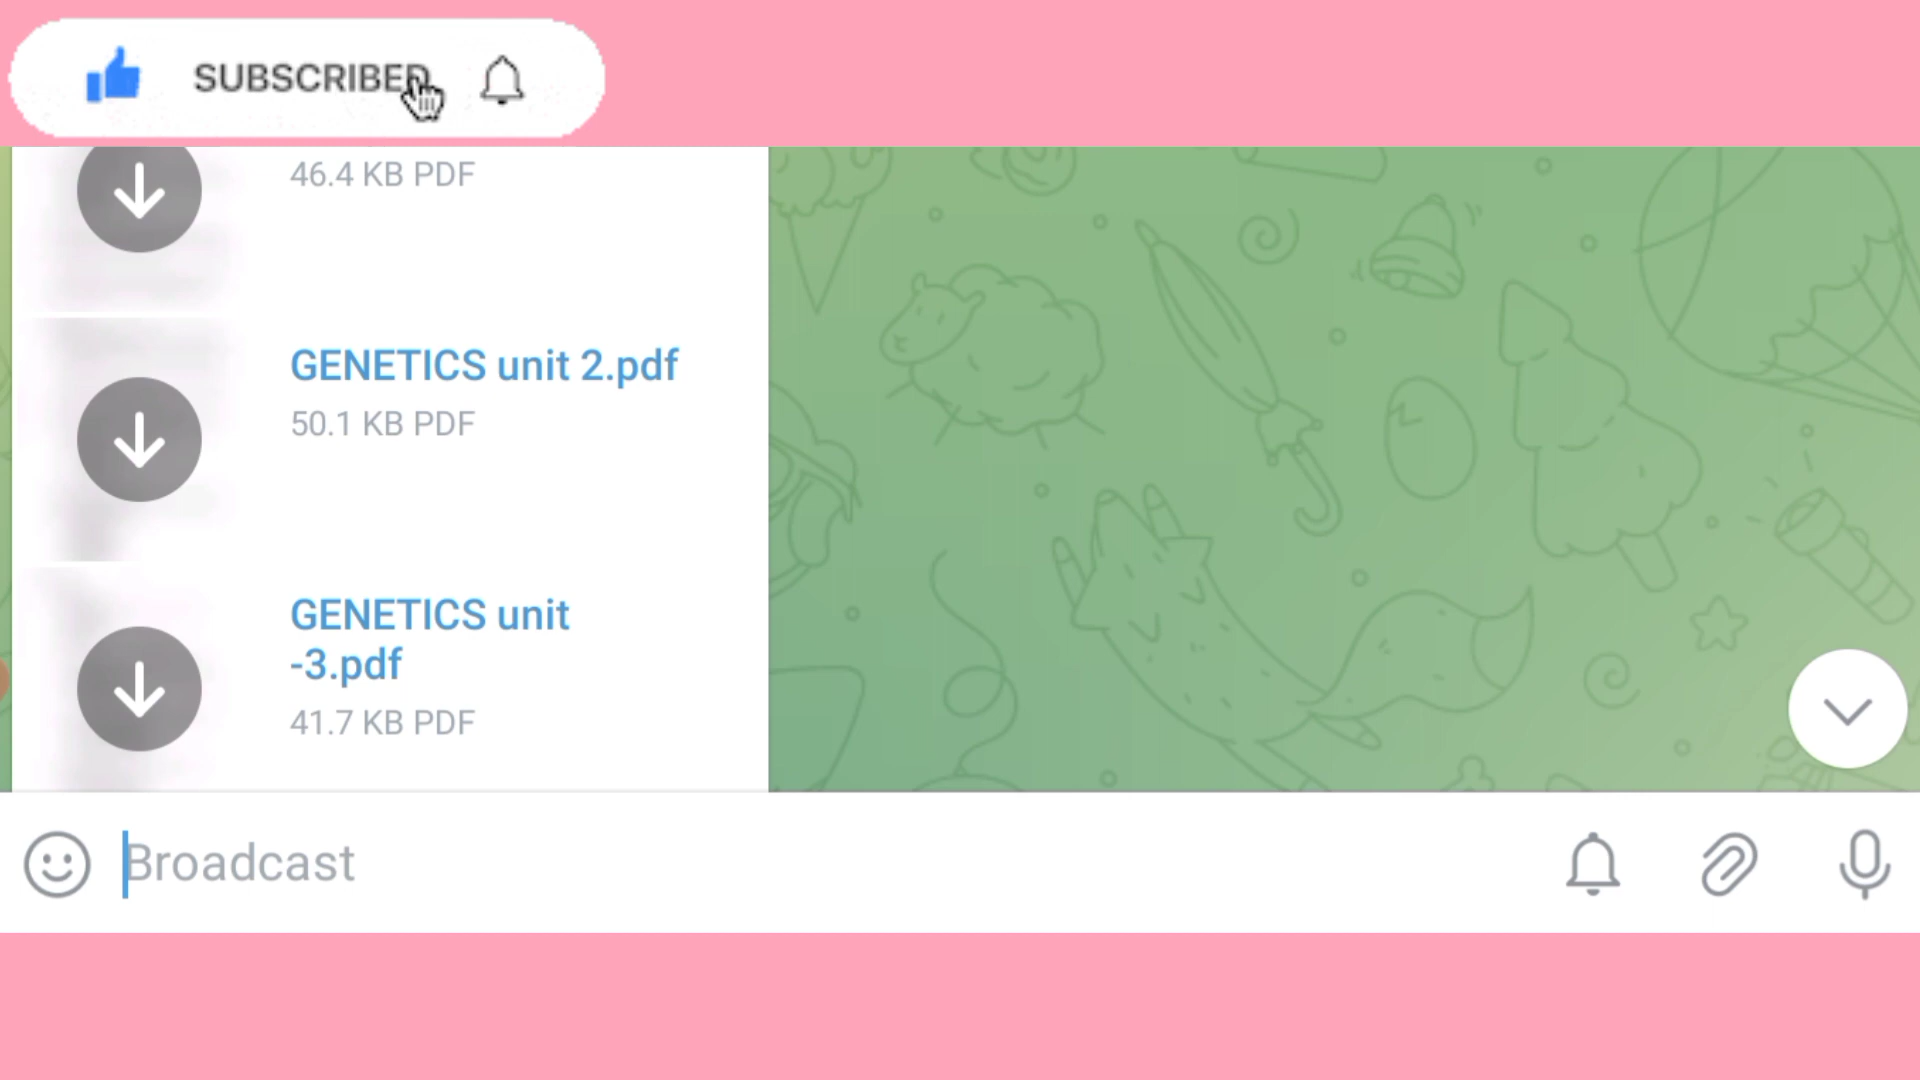 SUBSCRIBED
46.4 KB PDF
GENETICS unit 2.pdf
50.1 KB PDF
GENETICS unit
-3.pdf
41.7 KB PDF
Broadcast